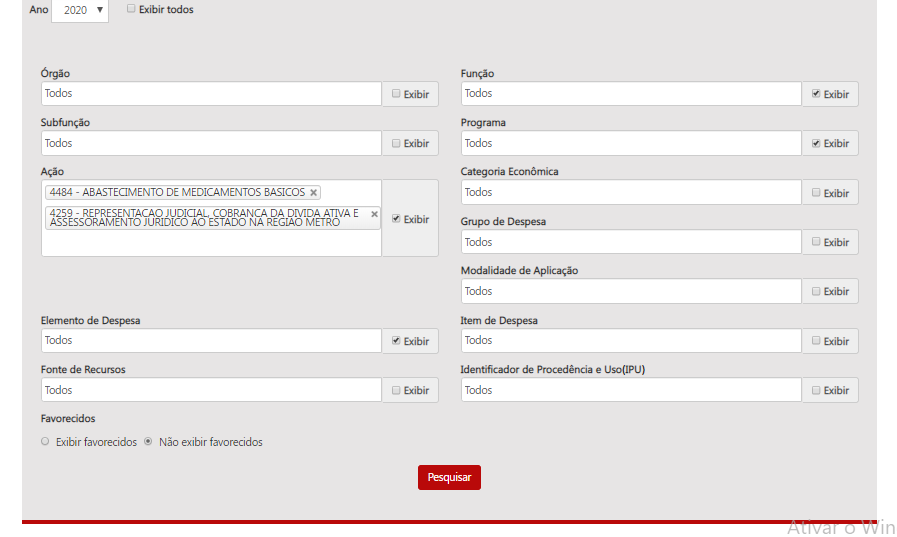 Ano 2020 Exibir todos
Órgão
Todos Exibir
Função
Todos Exibir
Subfunção
Todos Exibir
Programa
Todos Exibir
Ação
4484 - ABASTECIMENTO DE MEDICAMENTOS BASICOS
4259 - REPRESENTACAO JUDICIAL, COBRANCA DA DIVIDA ATIVA E
ASSESSORAMENTO JURIDICO AO ESTADO NA REGIAO METRO
Exibir
Categoria Econômica
Todos Exibir
Grupo de Despesa
Todos Exibir
Modalidade de Aplicação
Todos Exibir
Elemento de Despesa
Todos Exibir
Item de Despesa
Todos Exibir
Fonte de Recursos
Todos Exibir
Identificador de Procedência e Uso(IPU)
Todos Exibir
Favorecidos
Exibir favorecidos Não exibir favorecidos
Pesquisar
Ativar o Win